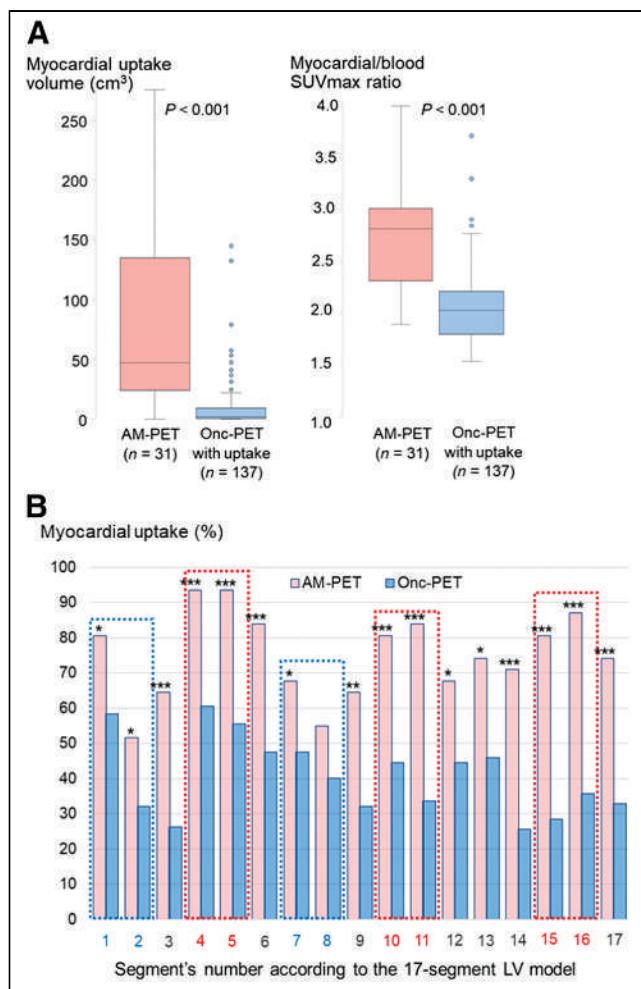 A
Myocardial uptake
volume (cm³)
P < 0.001
250
200
150
100
50
0
AM-PET
(n = 31)
Onc-PET
with uptake
(n = 137)
Myocardial/blood
SUVmax ratio
P < 0.001
4.0
3.5
3.0
2.5
2.0
1.5
1.0
AM-PET
(n = 31)
Onc-PET
with uptake
(n = 137)
B
Myocardial uptake (%)
AM-PET Onc-PET
100
90
80
70
60
50
40
30
20
10
0
* * *** *** *** *** * ** *** *** * * *** *** *** ***
1 2 3 4 5 6 7 8 9 10 11 12 13 14 15 16 17
Segment's number according to the 17-segment LV model